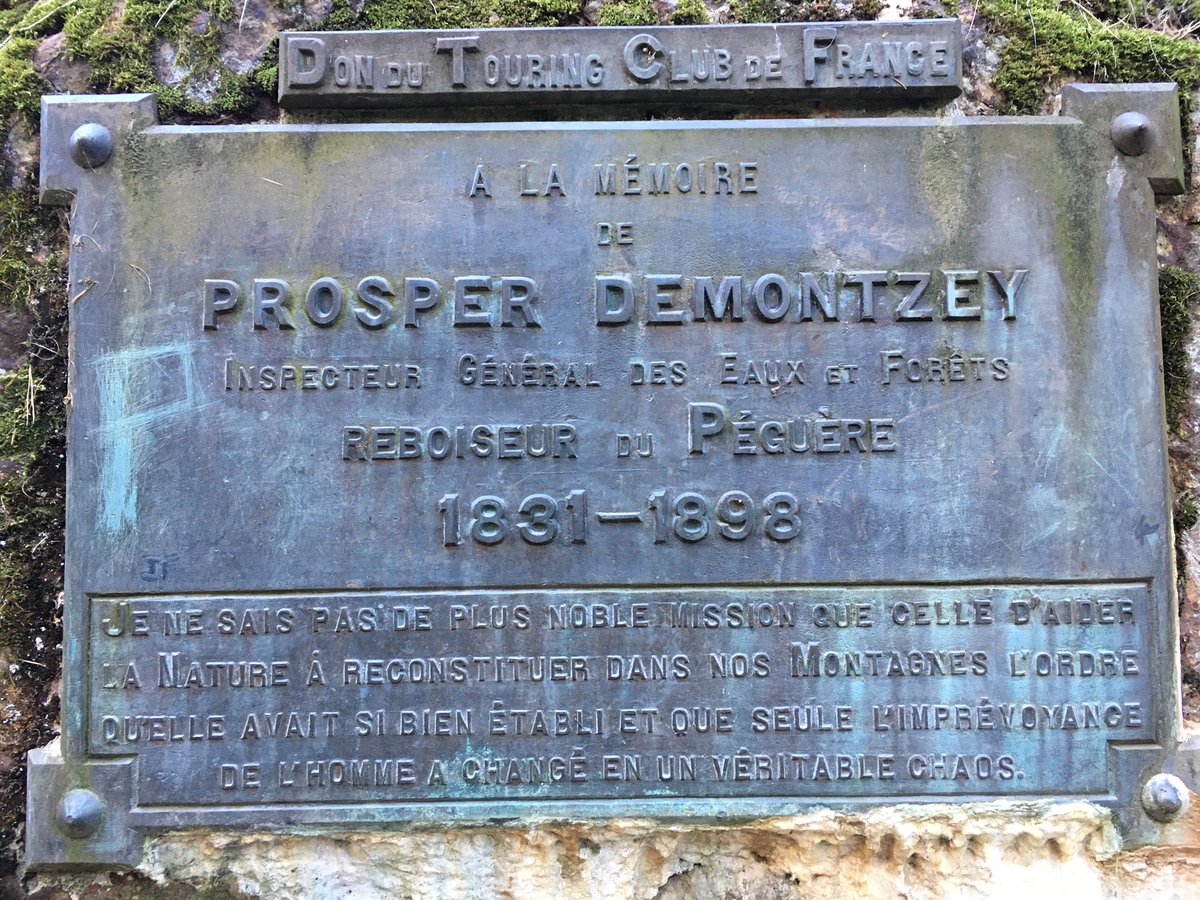 Don du Touring Club de France
A LA MÉMOIRE
DE
P. PROSPER DEMONTZEY
Inspecteur Général des Eaux et Forêts
REBOISEUR DU Péguère
1831–1898
Je ne sais pas de plus noble mission que celle d'aider
la Nature à reconstituer dans nos Montagnes l'ordre
qu'elle avait si bien établi et que seule l'imprévoyance
de l'homme a changé en un véritable chaos.